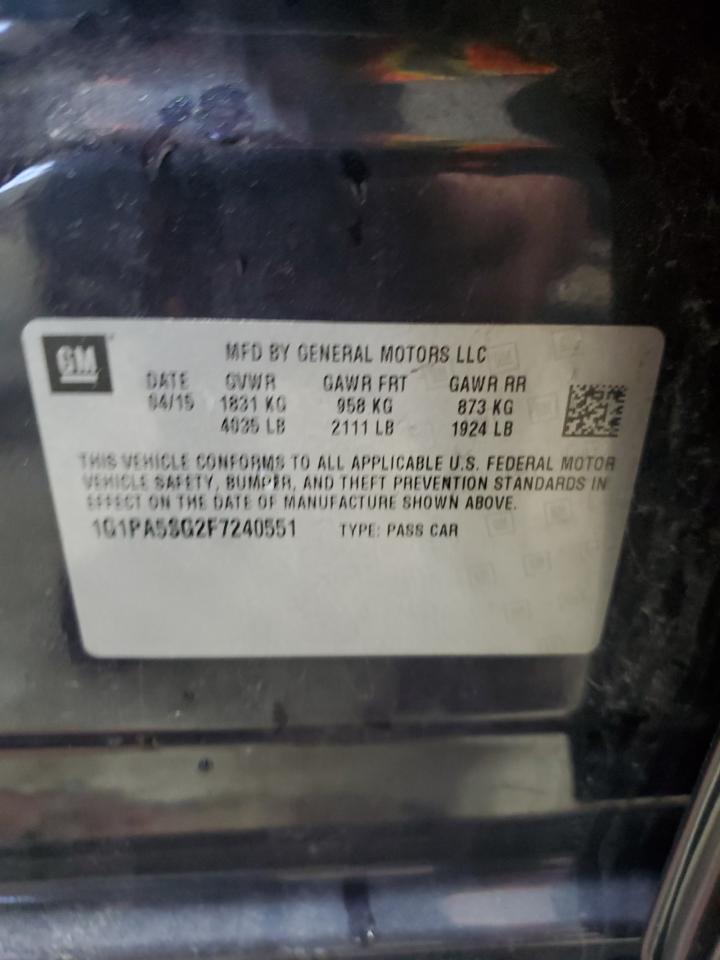 GM
MFD BY GENERAL MOTORS LLC
DATE GVWR GAWR FRT GAWR RR
04/15 1831 KG 958 KG 873 KG
4035 LB 2111 LB 1924 LB
THIS VEHICLE CONFORMS TO ALL APPLICABLE U.S. FEDERAL MOTOR
VEHICLE SAFETY, BUMPER, AND THEFT PREVENTION STANDARDS IN
EFFECT ON THE DATE OF MANUFACTURE SHOWN ABOVE.
1G1PA5SG2F7240551 TYPE: PASS CAR